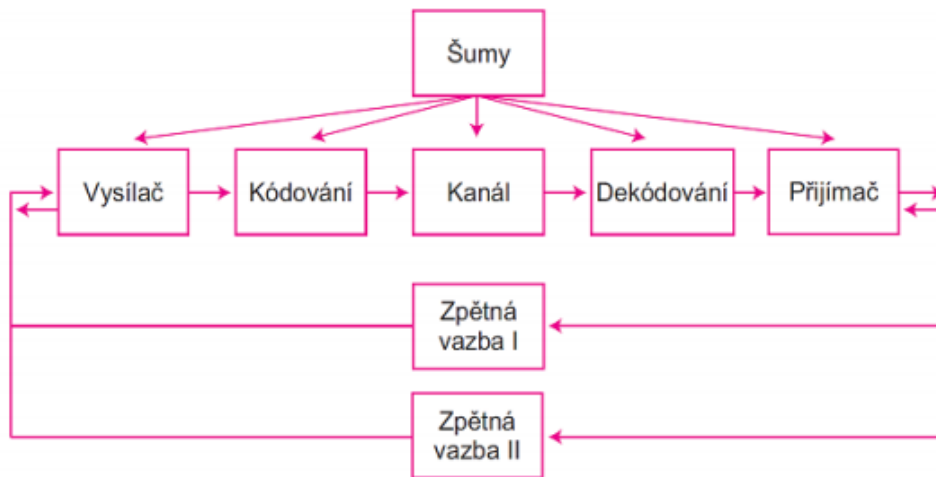 Šumy
Vysílač
Kódování
Kanál
Dekódování
Přijímač
Zpětná
vazba I
Zpětná
vazba II